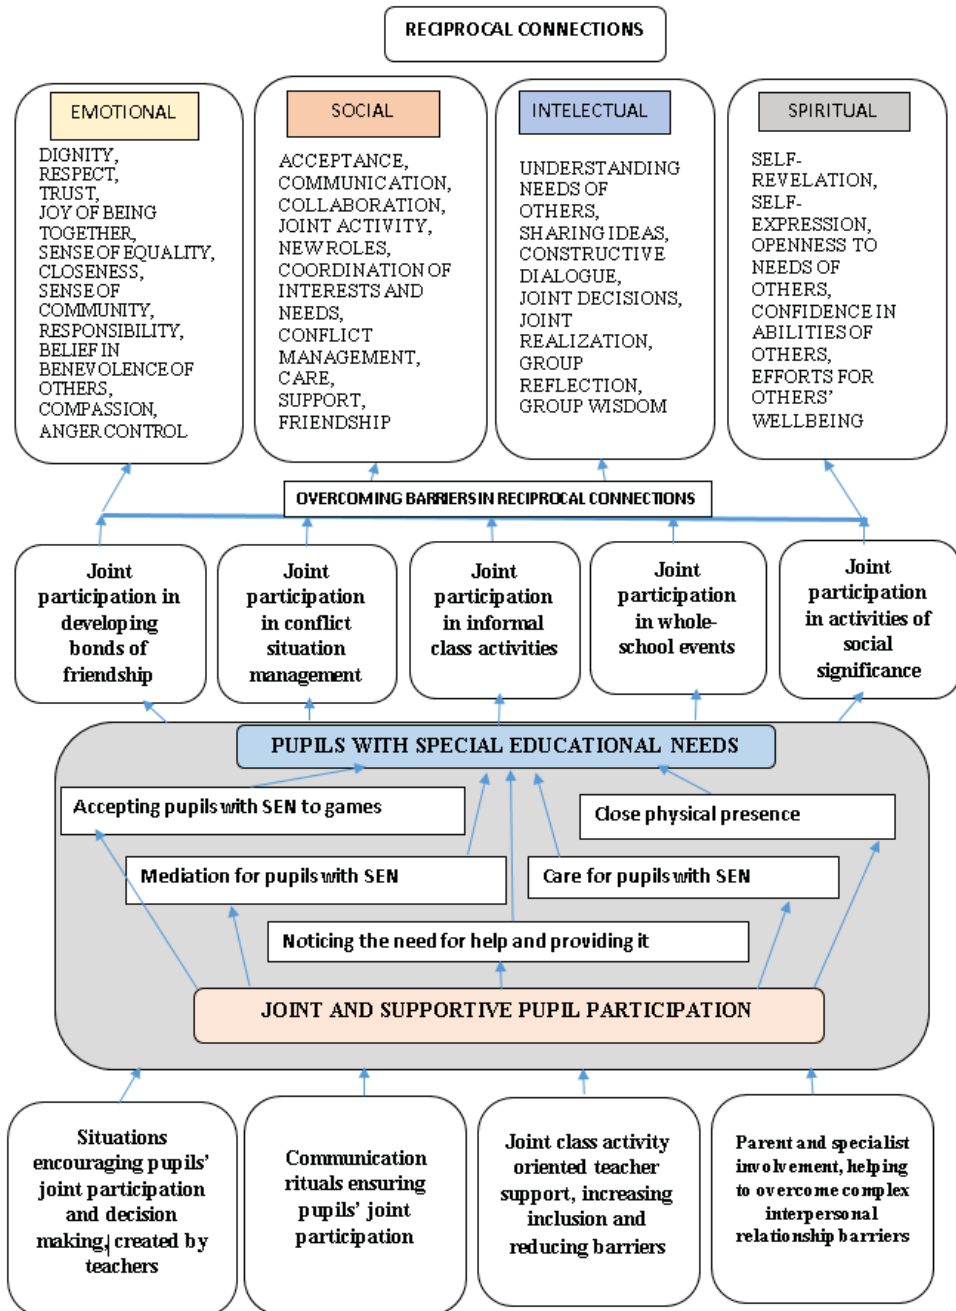 RECIPROCAL CONNECTIONS
EMOTIONAL
DIGNITY,
RESPECT,
TRUST,
JOY OF BEING
TOGETHER,
SENSE OF EQUALITY,
CLOSENESS,
SENSE OF
COMMUNITY,
RESPONSIBILITY,
BELIEF IN
BENEVOLENCE OF
OTHERS,
COMPASSION,
ANGER CONTROL
SOCIAL
ACCEPTANCE,
COMMUNICATION,
COLLABORATION,
JOINT ACTIVITY,
NEW ROLES,
COORDINATION OF
INTERESTS AND
NEEDS,
CONFLICT
MANAGEMENT,
CARE,
SUPPORT,
FRIENDSHIP
INTELECTUAL
UNDERSTANDING
NEEDS OF
OTHERS,
SHARING IDEAS,
CONSTRUCTIVE
DIALOGUE,
JOINT DECISIONS,
JOINT
REALIZATION,
GROUP
REFLECTION,
GROUP WISDOM
SPIRITUAL
SELF-
REVELATION,
SELF-
EXPRESSION,
OPENNESS TO
NEEDS OF
OTHERS,
CONFIDENCE IN
ABILITIES OF
OTHERS,
EFFORTS FOR
OTHERS'
WELLBEING
OVERCOMING BARRIERS IN RECIPROCAL CONNECTIONS
Joint
participation in
developing
bonds of
friendship
Joint
participation
in conflict
situation
management
Joint
participation
in informal
class activities
Joint
participation
in whole-
school events
Joint
participation
in activities of
social
significance
PUPILS WITH SPECIAL EDUCATIONAL NEEDS
Accepting pupils with SEN to games
Close physical presence
Mediation for pupils with SEN
Care for pupils with SEN
Noticing the need for help and providing it
JOINT AND SUPPORTIVE PUPIL PARTICIPATION
Situations
encouraging pupils'
joint participation
and decision
making, created by
teachers
Communication
rituals ensuring
pupils' joint
participation
Joint class activity
oriented teacher
support, increasing
inclusion and
reducing barriers
Parent and specialist
involvement, helping
to overcome complex
interpersonal
relationship barriers